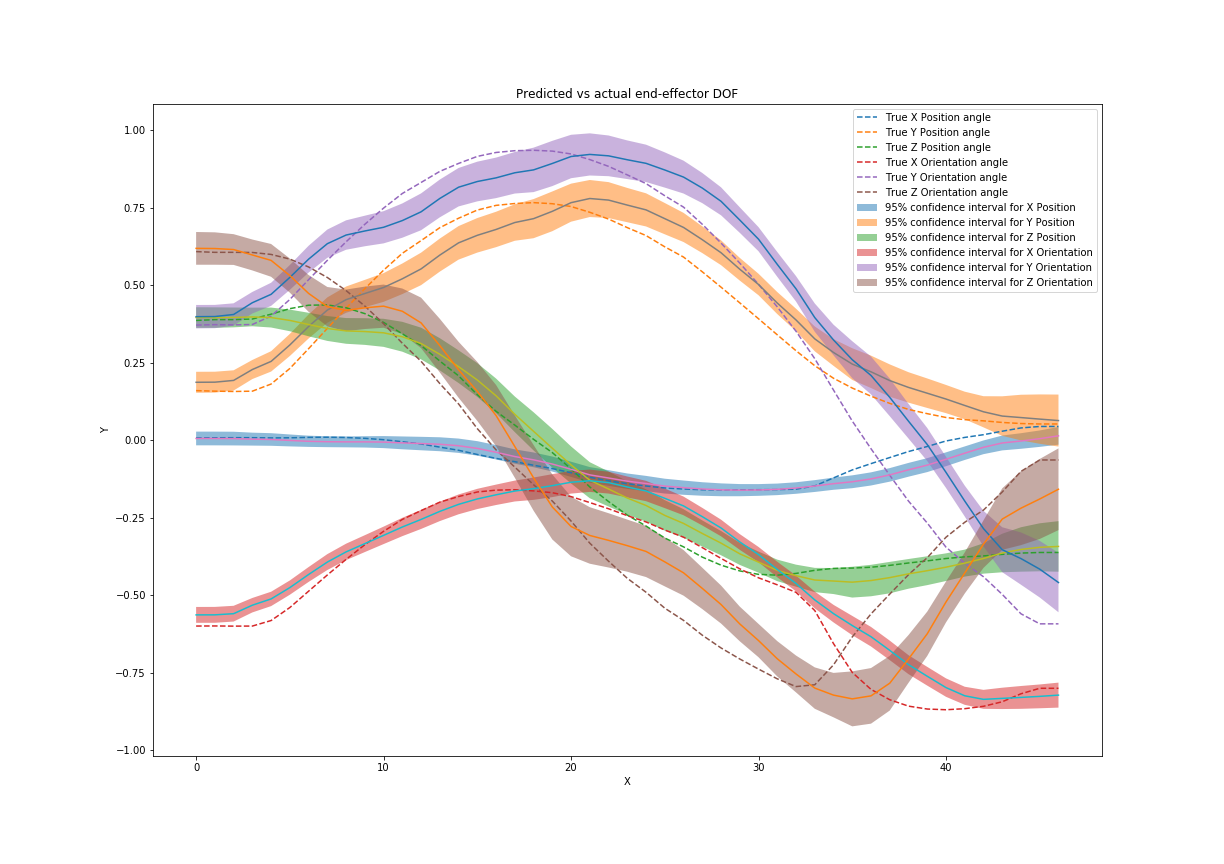 Predicted vs actual end-effector DOF
True X Position angle
True Y Position angle
True Z Position angle
True X Orientation angle
True Y Orientation angle
True Z Orientation angle
95% confidence interval for X Position
95% confidence interval for Y Position
95% confidence interval for Z Position
95% confidence interval for X Orientation
95% confidence interval for Y Orientation
95% confidence interval for Z Orientation
1.00
0.75
0.50
0.25
0.00
−0.25
−0.50
−0.75
−1.00
Y
0 10 20 30 40
X